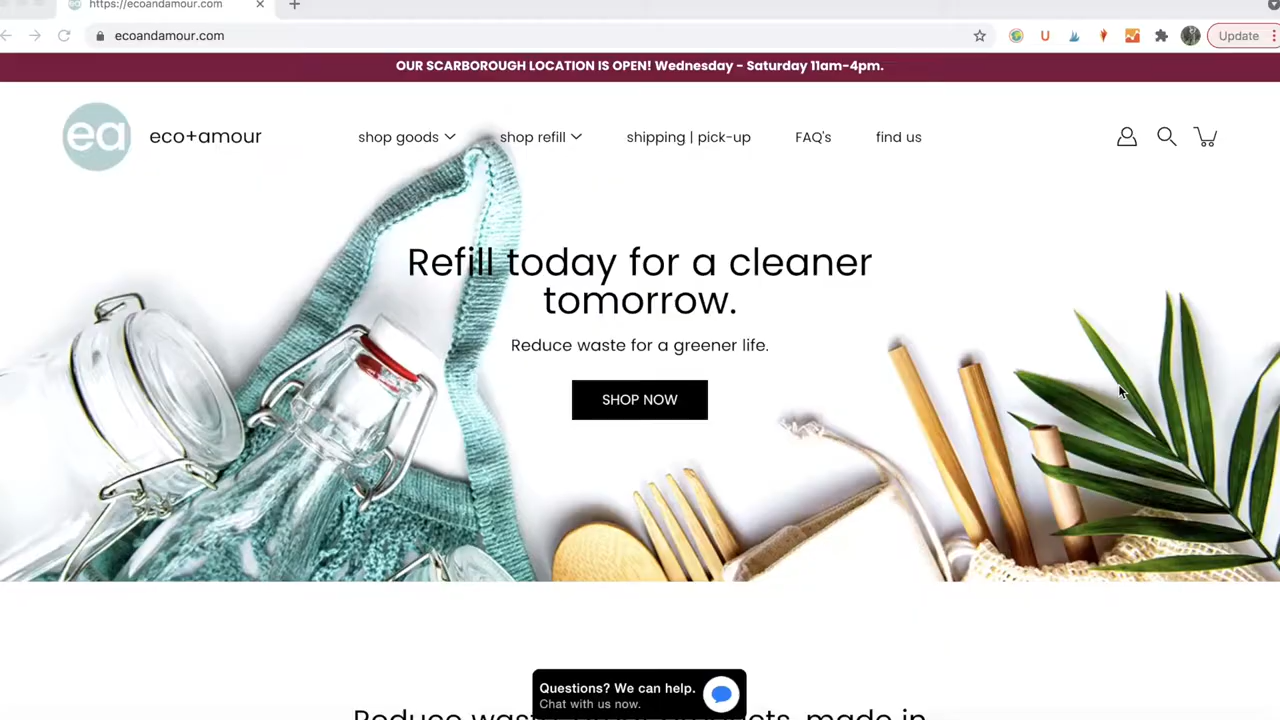 https://ecoandamour.com
ecoandamour.com
Update
OUR SCARBOROUGH LOCATION IS OPEN! Wednesday - Saturday 11am-4pm.
ea
eco+amour
shop goods
shop refill
shipping | pick-up
FAQ's
find us
Refill today for a cleaner
tomorrow.
Reduce waste for a greener life.
SHOP NOW
Questions? We can help.
Chat with us now.